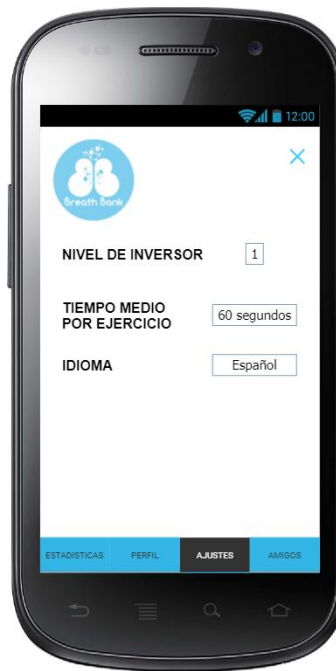 12:00
Breath Bank
NIVEL DE INVERSOR
1
TIEMPO MEDIO
POR EJERCICIO
60 segundos
IDIOMA
Español
ESTADISTICAS
PERFIL
AJUSTES
AMIGOS